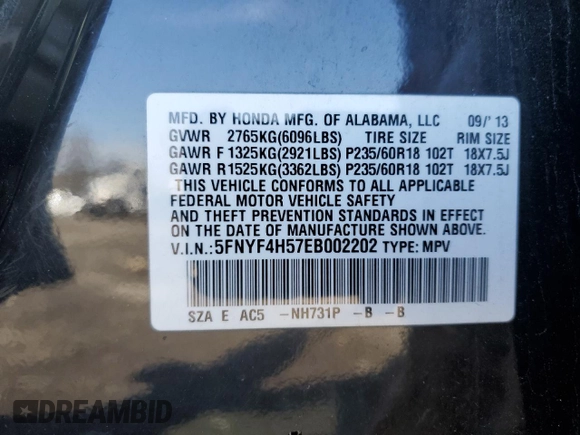 MFD. BY HONDA MFG. OF ALABAMA, LLC 09/'13
GVWR 2765KG(6096LBS) TIRE SIZE RIM SIZE
GAWR F 1325KG(2921LBS) P235/60R18 102T 18X7.5J
GAWR R 1525KG(3362LBS) P235/60R18 102T 18X7.5J
THIS VEHICLE CONFORMS TO ALL APPLICABLE
FEDERAL MOTOR VEHICLE SAFETY
AND THEFT PREVENTION STANDARDS IN EFFECT
ON THE DATE OF MANUFACTURE SHOWN ABOVE.
V.I.N.: 5FNYF4H57EB002202 TYPE: MPV
SZA E AC5 -NH731P -B -B
DREAMBID